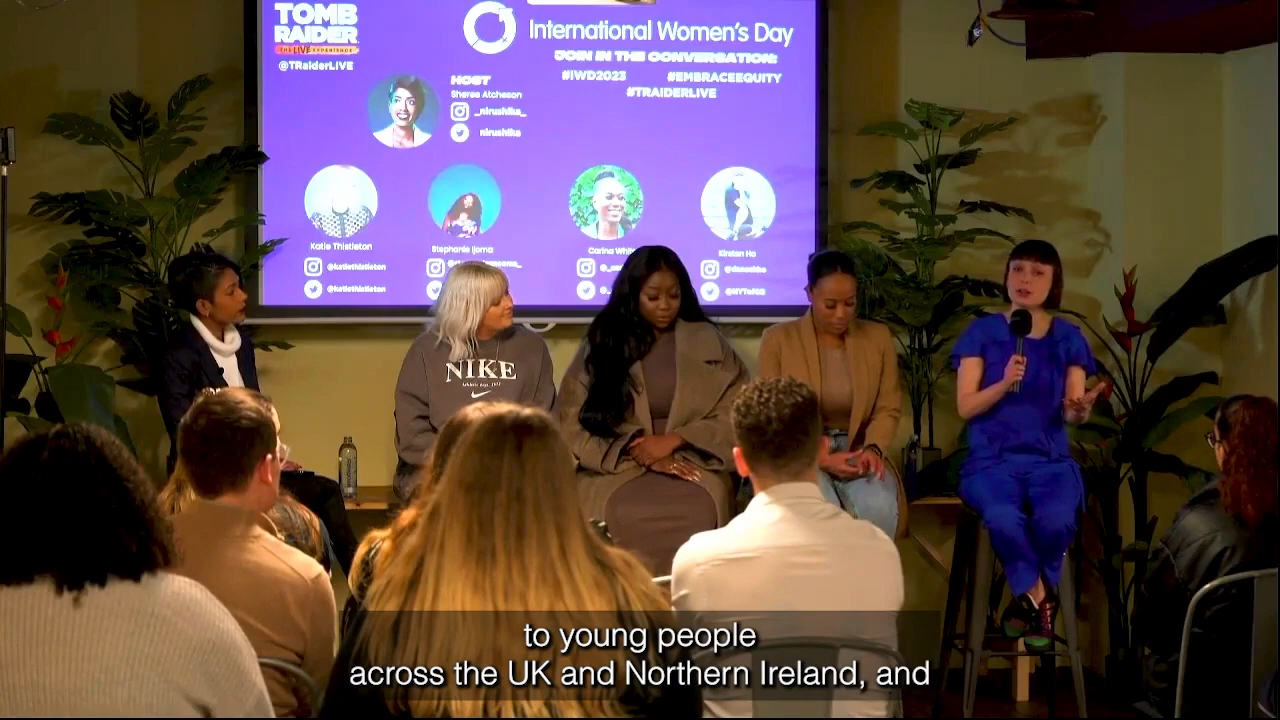 TOMB
RAIDER
THE LIVE EXPERIENCE
@TRaiderLIVE
International Women's Day
JOIN IN THE CONVERSATION:
#IWD2023 #EMBRACEEQUITY
#TRAIDERLIVE
HOST
Sheree Atcheson
_nirushika_
nirushika
Katie Thistleton
@katiethistleton
@katiethistleton
Stephanie Ijoma
Carina
Kirsten Ho
NIKE
to young people
across the UK and Northern Ireland, and